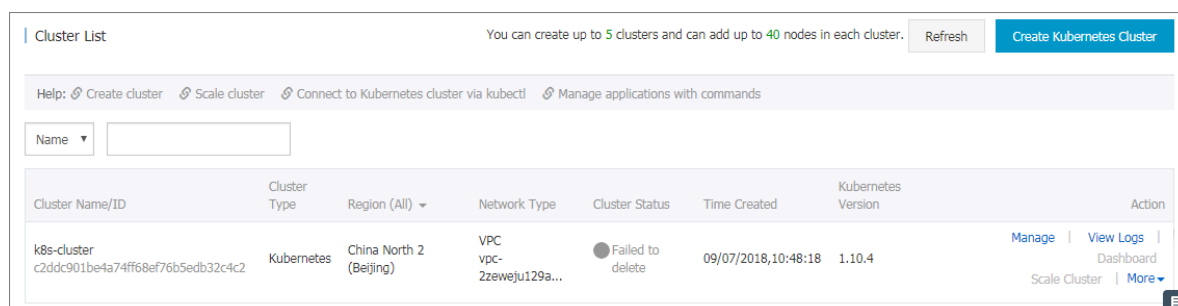 Cluster List
You can create up to 5 clusters and can add up to 40 nodes in each cluster.
Refresh
Create Kubernetes Cluster
Help: Create cluster Scale cluster Connect to Kubernetes cluster via kubectl Manage applications with commands
Name
Cluster Name/ID
Cluster
Type
Region (All)
Network Type
Cluster Status
Time Created
Kubernetes
Version
Action
k8s-cluster
c2ddc901be4a74ff68ef76b5edb32c4c2
Kubernetes
China North 2
(Beijing)
VPC
vpc-
2zeweju129a...
Failed to
delete
09/07/2018,10:48:18
1.10.4
Manage | View Logs |
Dashboard
Scale Cluster | More